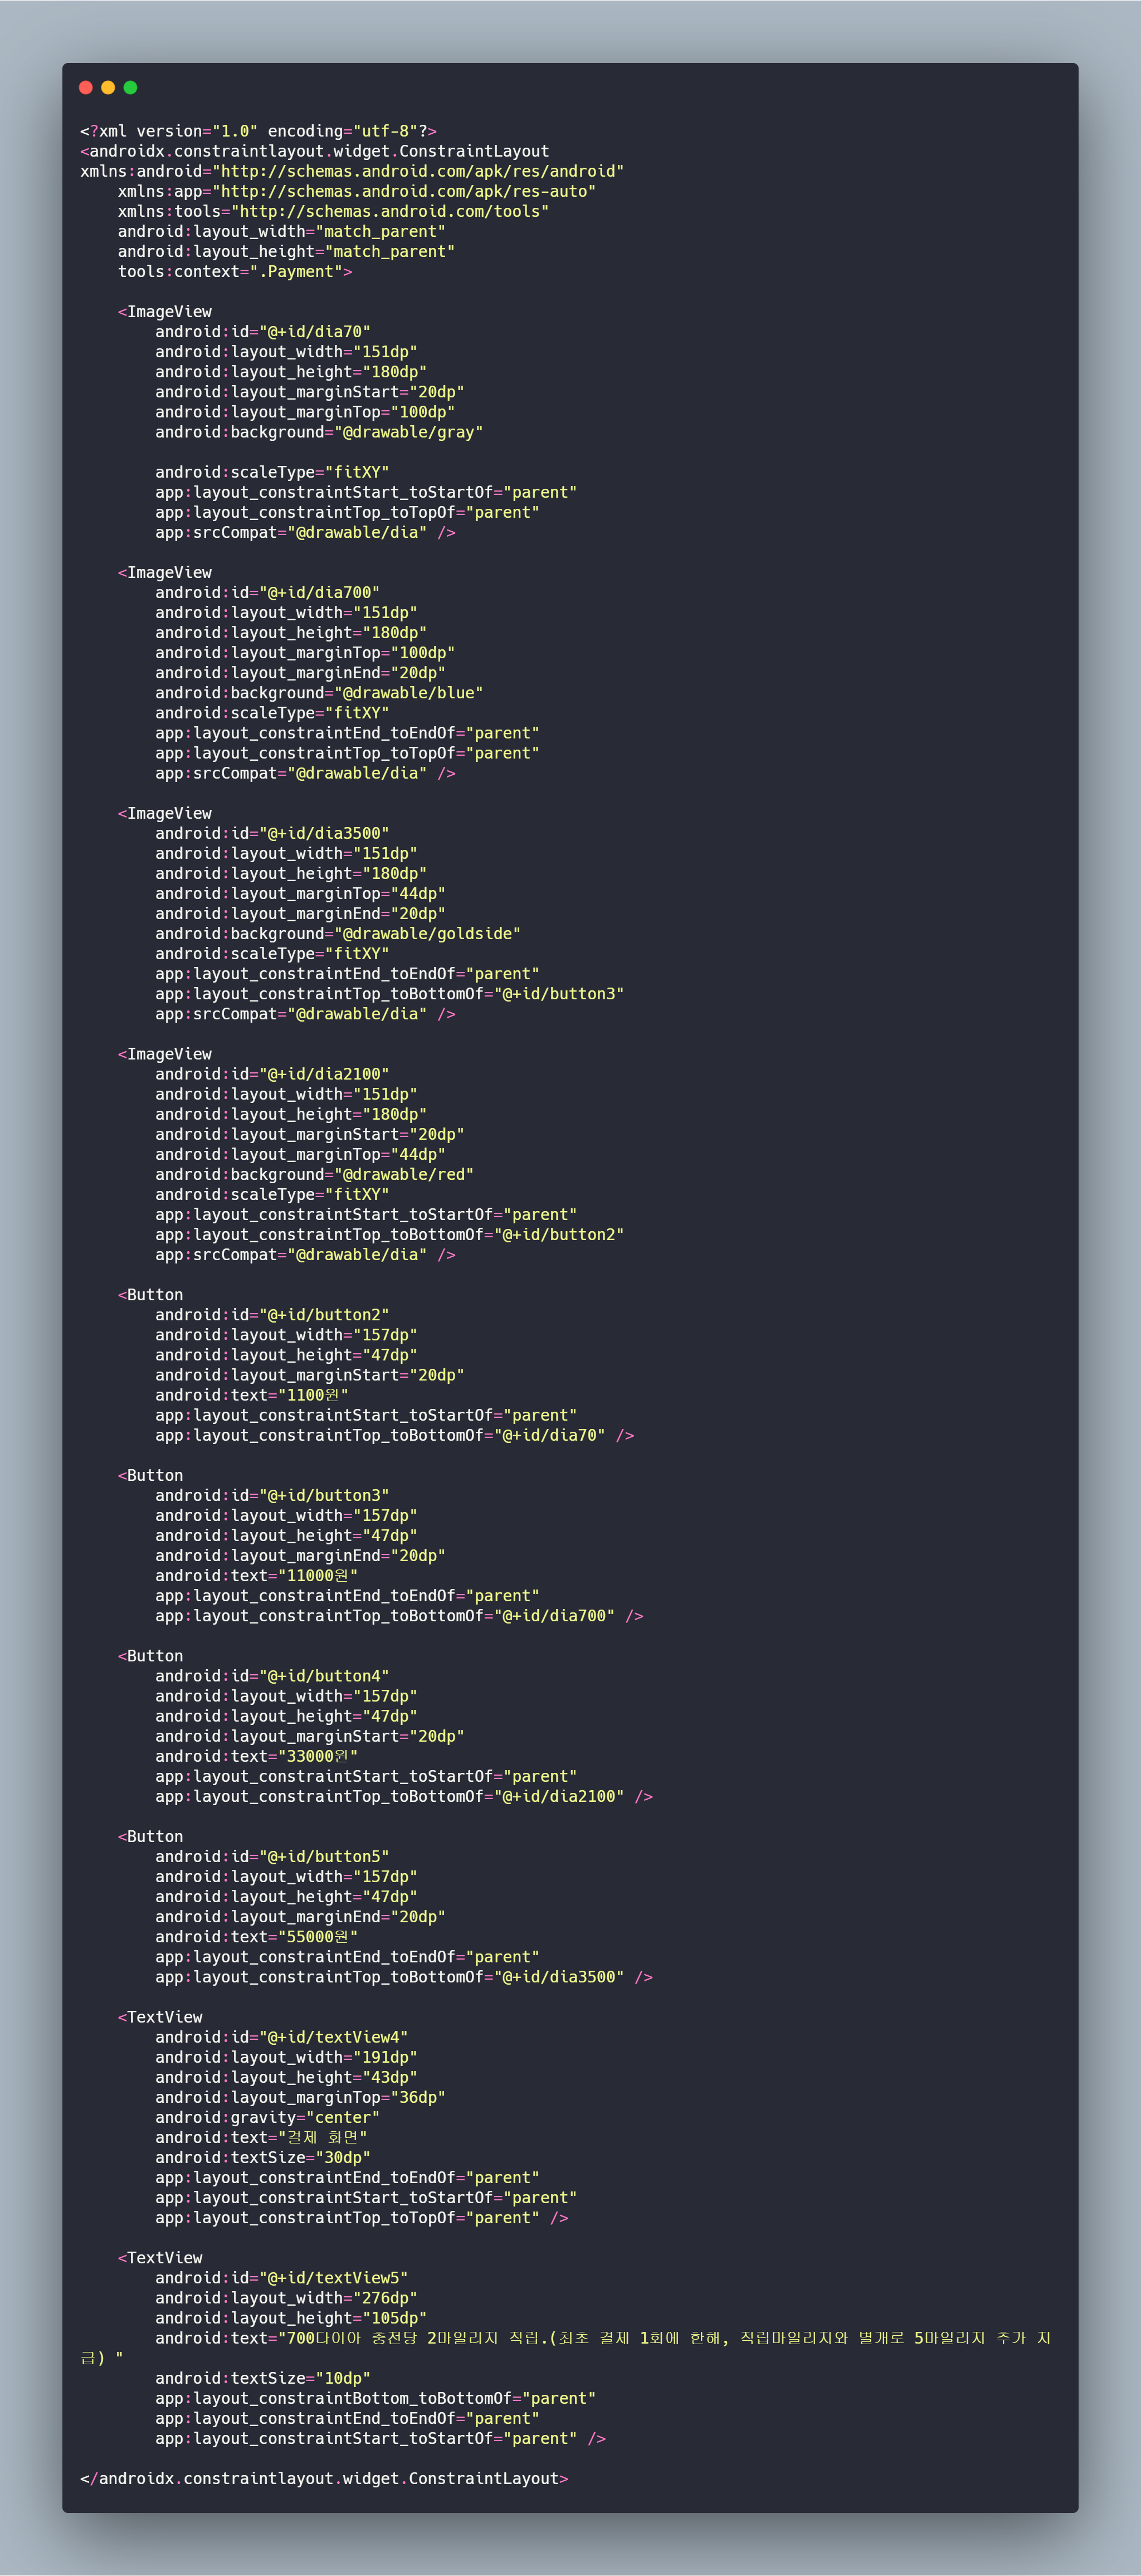 <?xml version="1.0" encoding="utf-8"?>
<androidx.constraintlayout.widget.ConstraintLayout
xmlns:android="http://schemas.android.com/apk/res/android"
    xmlns:app="http://schemas.android.com/apk/res-auto"
    xmlns:tools="http://schemas.android.com/tools"
    android:layout_width="match_parent"
    android:layout_height="match_parent"
    tools:context=".Payment">

    <ImageView
        android:id="@+id/dia70"
        android:layout_width="151dp"
        android:layout_height="180dp"
        android:layout_marginStart="20dp"
        android:layout_marginTop="100dp"
        android:background="@drawable/gray"

        android:scaleType="fitXY"
        app:layout_constraintStart_toStartOf="parent"
        app:layout_constraintTop_toTopOf="parent"
        app:srcCompat="@drawable/dia" />

    <ImageView
        android:id="@+id/dia700"
        android:layout_width="151dp"
        android:layout_height="180dp"
        android:layout_marginTop="100dp"
        android:layout_marginEnd="20dp"
        android:background="@drawable/blue"
        android:scaleType="fitXY"
        app:layout_constraintEnd_toEndOf="parent"
        app:layout_constraintTop_toTopOf="parent"
        app:srcCompat="@drawable/dia" />

    <ImageView
        android:id="@+id/dia3500"
        android:layout_width="151dp"
        android:layout_height="180dp"
        android:layout_marginTop="44dp"
        android:layout_marginEnd="20dp"
        android:background="@drawable/goldside"
        android:scaleType="fitXY"
        app:layout_constraintEnd_toEndOf="parent"
        app:layout_constraintTop_toBottomOf="@+id/button3"
        app:srcCompat="@drawable/dia" />

    <ImageView
        android:id="@+id/dia2100"
        android:layout_width="151dp"
        android:layout_height="180dp"
        android:layout_marginStart="20dp"
        android:layout_marginTop="44dp"
        android:background="@drawable/red"
        android:scaleType="fitXY"
        app:layout_constraintStart_toStartOf="parent"
        app:layout_constraintTop_toBottomOf="@+id/button2"
        app:srcCompat="@drawable/dia" />

    <Button
        android:id="@+id/button2"
        android:layout_width="157dp"
        android:layout_height="47dp"
        android:layout_marginStart="20dp"
        android:text="1100원"
        app:layout_constraintStart_toStartOf="parent"
        app:layout_constraintTop_toBottomOf="@+id/dia70" />

    <Button
        android:id="@+id/button3"
        android:layout_width="157dp"
        android:layout_height="47dp"
        android:layout_marginEnd="20dp"
        android:text="11000원"
        app:layout_constraintEnd_toEndOf="parent"
        app:layout_constraintTop_toBottomOf="@+id/dia700" />

    <Button
        android:id="@+id/button4"
        android:layout_width="157dp"
        android:layout_height="47dp"
        android:layout_marginStart="20dp"
        android:text="33000원"
        app:layout_constraintStart_toStartOf="parent"
        app:layout_constraintTop_toBottomOf="@+id/dia2100" />

    <Button
        android:id="@+id/button5"
        android:layout_width="157dp"
        android:layout_height="47dp"
        android:layout_marginEnd="20dp"
        android:text="55000원"
        app:layout_constraintEnd_toEndOf="parent"
        app:layout_constraintTop_toBottomOf="@+id/dia3500" />

    <TextView
        android:id="@+id/textView4"
        android:layout_width="191dp"
        android:layout_height="43dp"
        android:layout_marginTop="36dp"
        android:gravity="center"
        android:text="결제 화면"
        android:textSize="30dp"
        app:layout_constraintEnd_toEndOf="parent"
        app:layout_constraintStart_toStartOf="parent"
        app:layout_constraintTop_toTopOf="parent" />

    <TextView
        android:id="@+id/textView5"
        android:layout_width="276dp"
        android:layout_height="105dp"
        android:text="700다이아 충전당 2마일리지 적립.(최초 결제 1회에 한해, 적립마일리지와 별개로 5마일리지 추가 지
급) "
        android:textSize="10dp"
        app:layout_constraintBottom_toBottomOf="parent"
        app:layout_constraintEnd_toEndOf="parent"
        app:layout_constraintStart_toStartOf="parent" />

</androidx.constraintlayout.widget.ConstraintLayout>